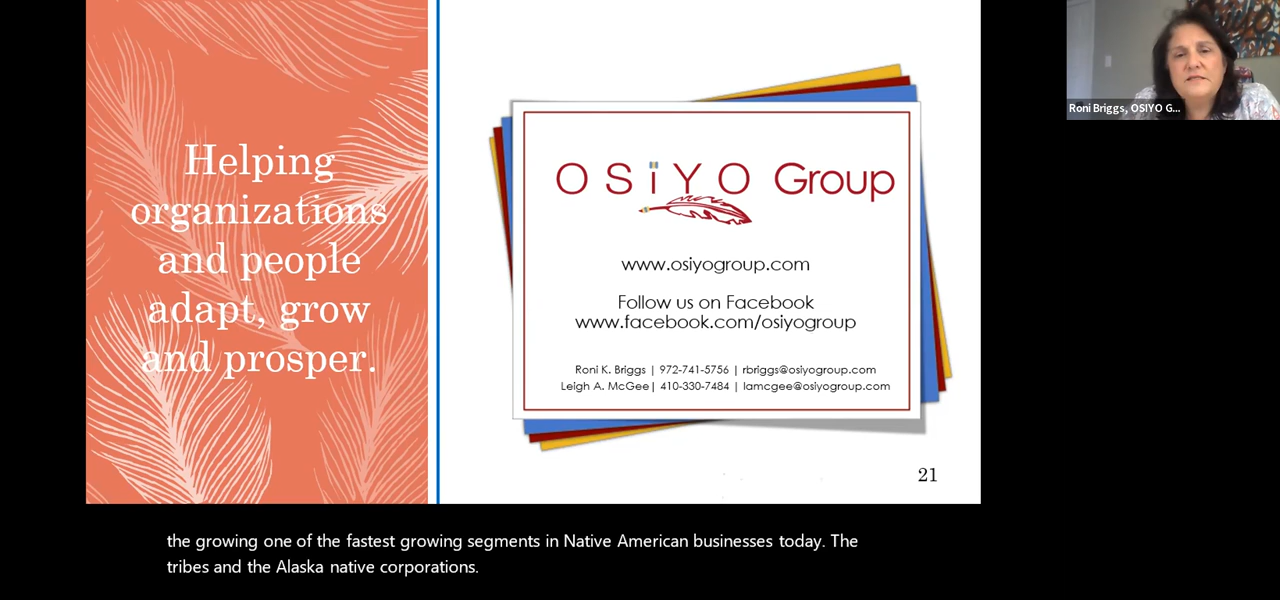 Helping
organizations
and people
adapt, grow
and prosper.
OSiYO Group
www.osiyogroup.com
Follow us on Facebook
www.facebook.com/osiyogroup
Roni K. Briggs | 972-741-5756 | rbriggs@osiyogroup.com
Leigh A. McGee| 410-330-7484 | lamcgee@osiyogroup.com
21
Roni Briggs, OSIYO G...
the growing one of the fastest growing segments in Native American businesses today. The
tribes and the Alaska native corporations.